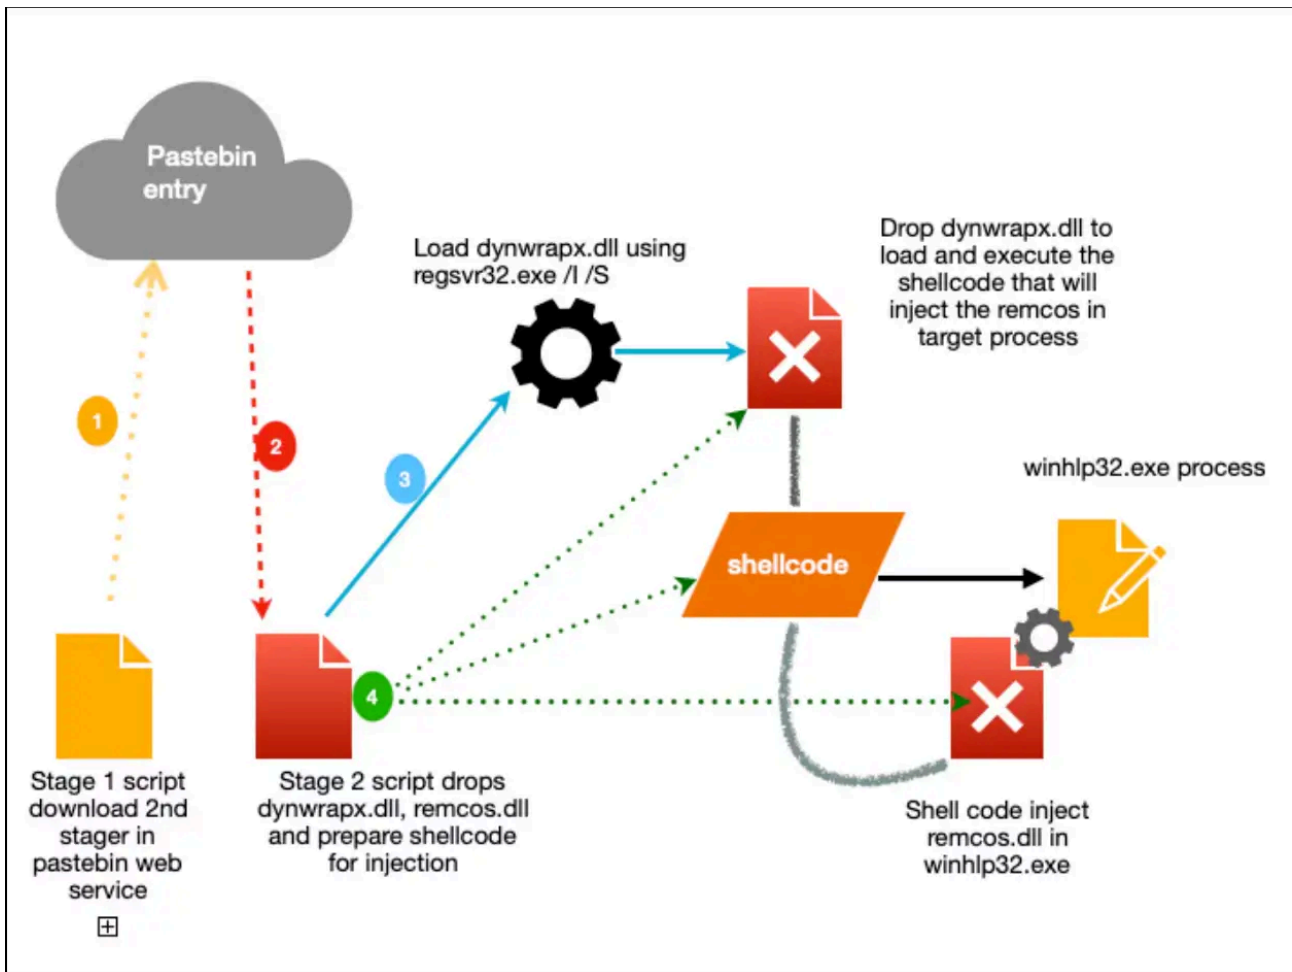 Pastebin
entry
Load dynwrapx.dll using
regsvr32.exe /I /S
Drop dynwrapx.dll to
load and execute the
shellcode that will
inject the remcos in
target process
1
2
3
winhlp32.exe process
shellcode
4
Stage 1 script
download 2nd
stager in
pastebin web
service
Stage 2 script drops
dynwrapx.dll, remcos.dll
and prepare shellcode
for injection
Shell code inject
remcos.dll in
winhlp32.exe